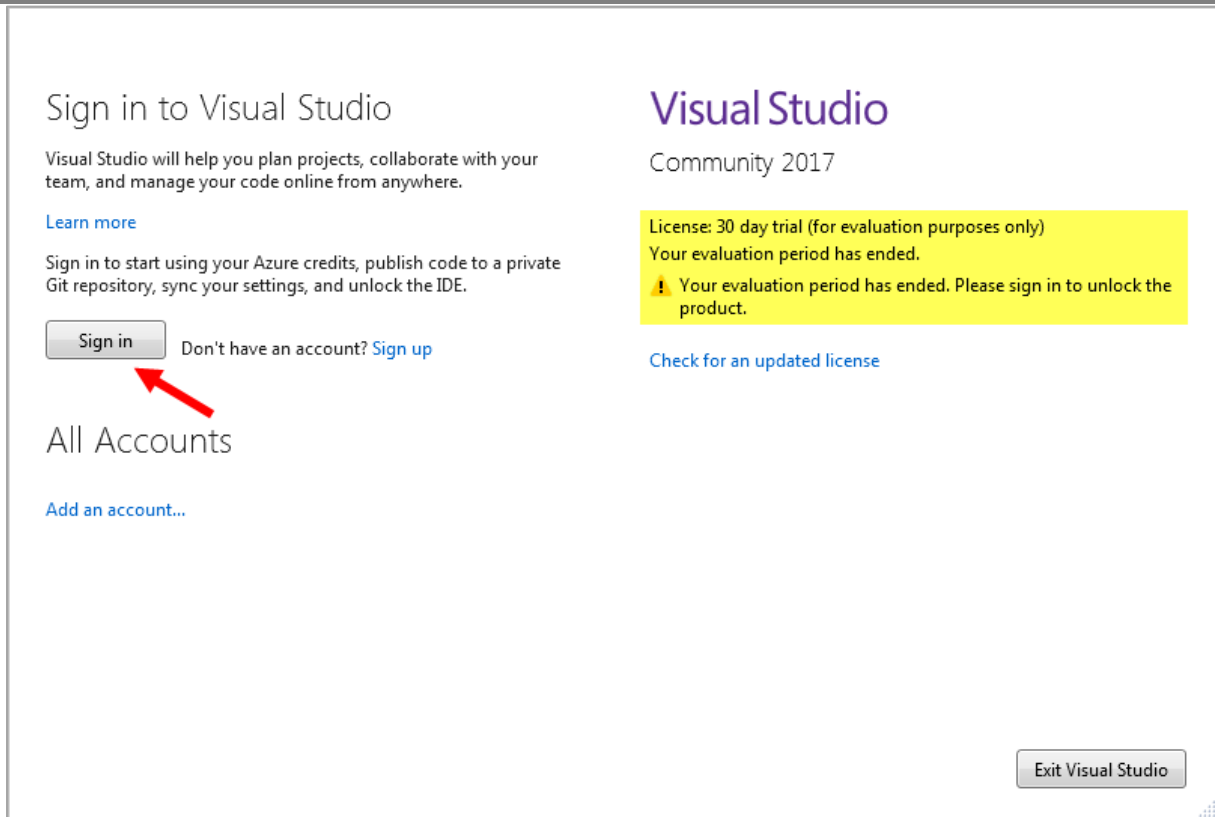 Sign in to Visual Studio
Visual Studio will help you plan projects, collaborate with your
team, and manage your code online from anywhere.
Learn more
Sign in to start using your Azure credits, publish code to a private
Git repository, sync your settings, and unlock the IDE.
Sign in
Don't have an account? Sign up
All Accounts
Add an account...
Visual Studio
Community 2017
License: 30 day trial (for evaluation purposes only)
Your evaluation period has ended.
Your evaluation period has ended. Please sign in to unlock the
product.
Check for an updated license
Exit Visual Studio